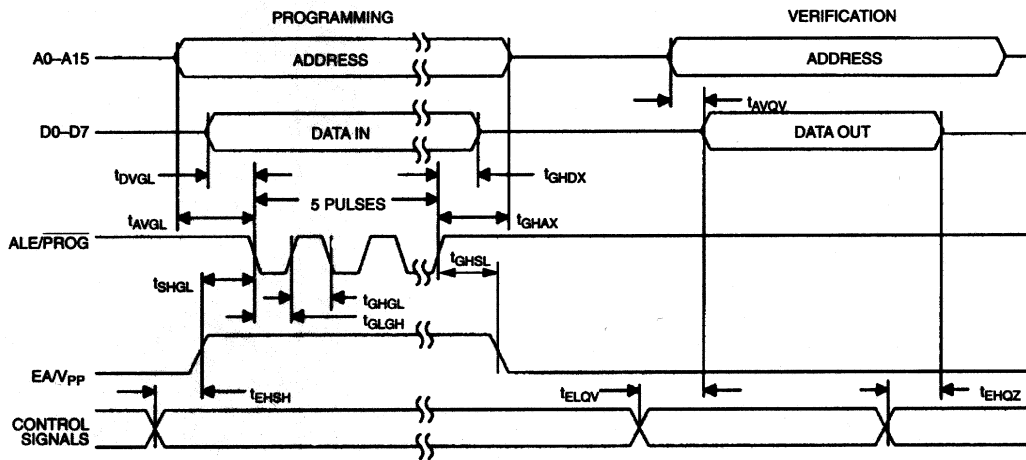 PROGRAMMING
VERIFICATION
A0–A15
ADDRESS
ADDRESS
tAVQV
D0–D7
DATA IN
DATA OUT
tDVGL
tGHDX
5 PULSES
tAVGL
tGHAX
ALE/PROG
tSHGL
tGHSL
tGHGL
tGLGH
EA/VPP
tEHSH
tELQV
tEHQZ
CONTROL
SIGNALS